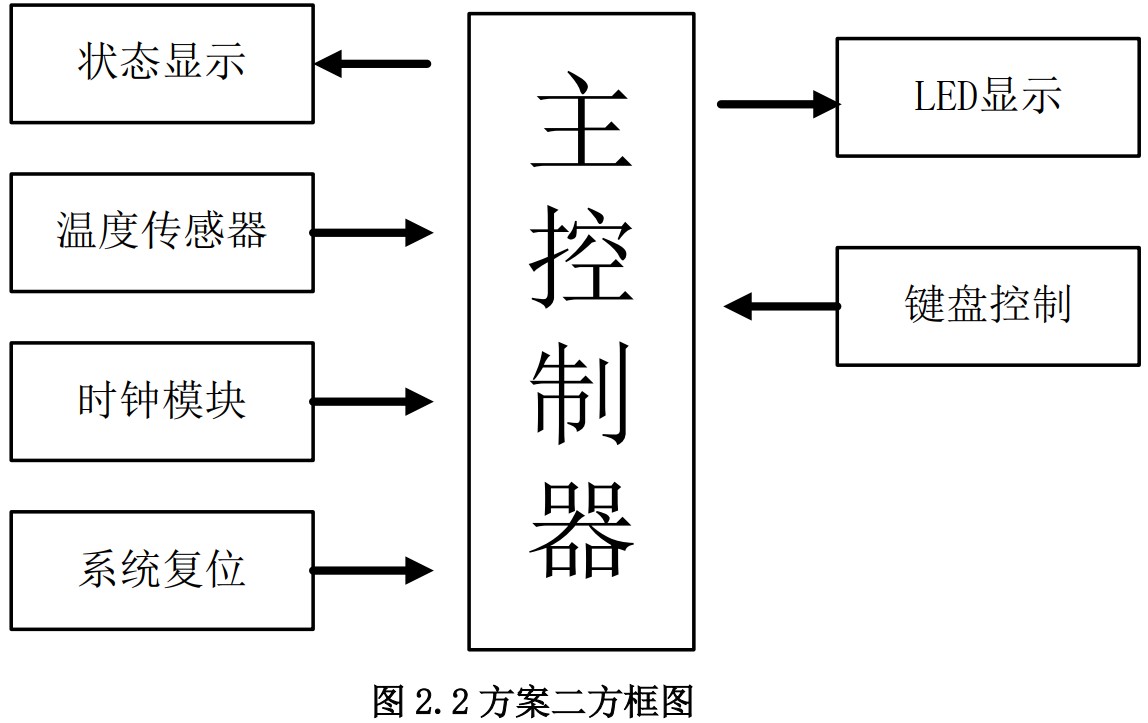 状态显示
温度传感器
时钟模块
系统复位
主
控
制
器
LED显示
键盘控制
图 2.2 方案二方框图